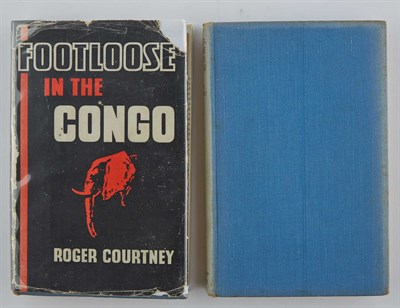 FOOTLOOSE
IN THE
CONGO
ROGER COURTNEY